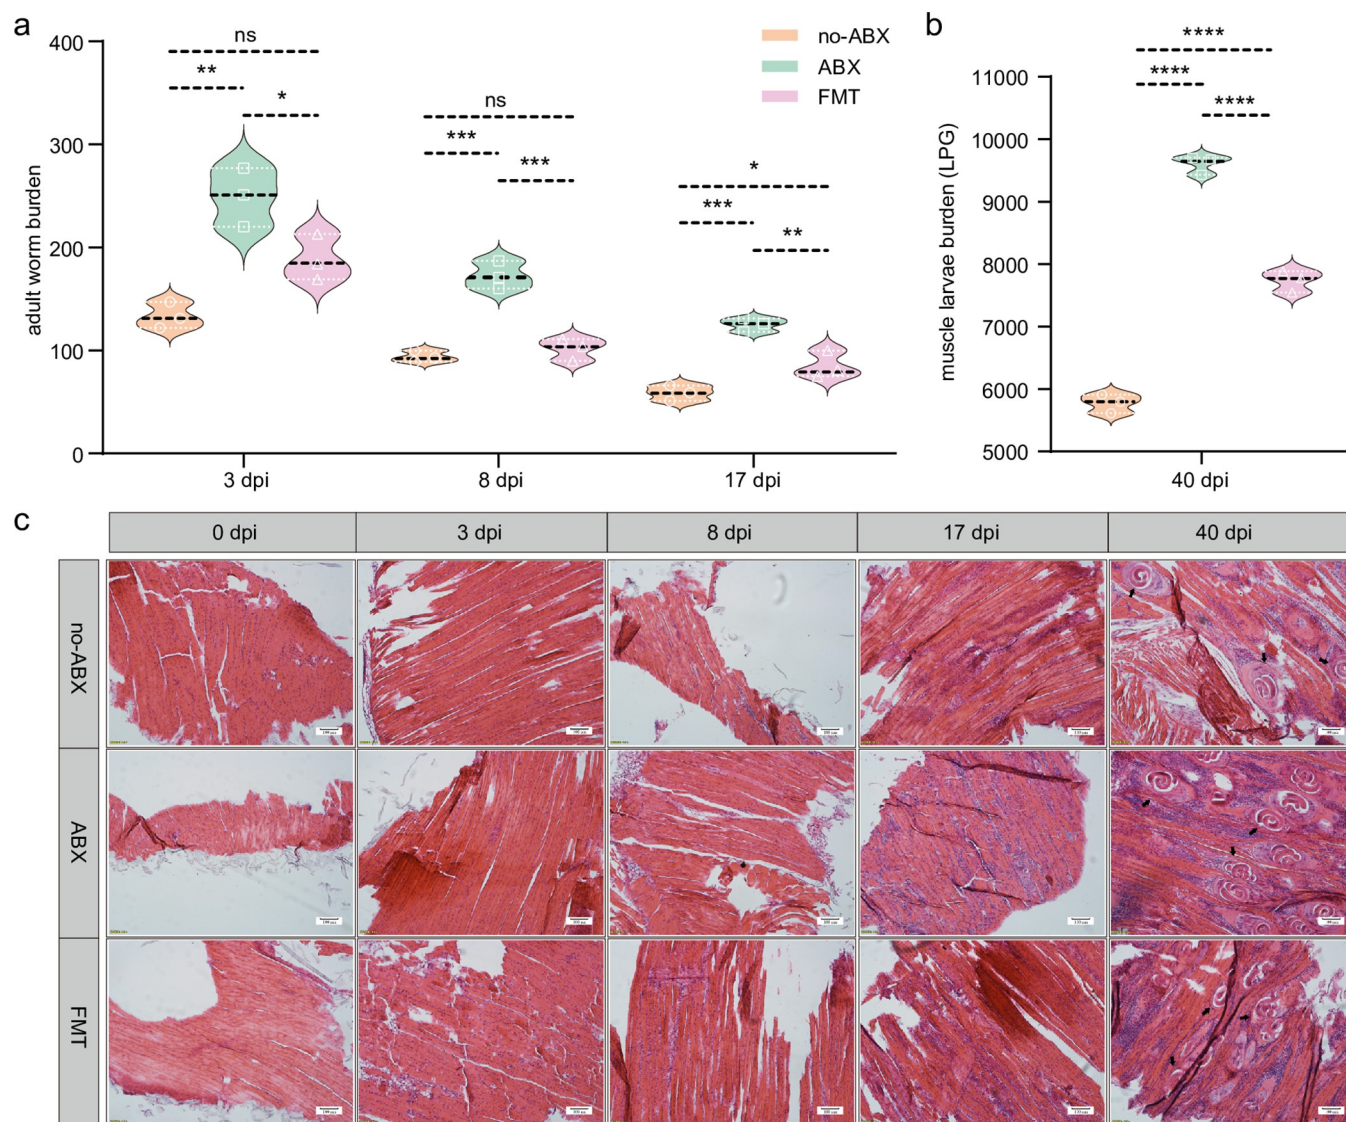 a
400
300
200
100
0
adult worm burden
ns
**
*
ns
***
***
*
***
**
3 dpi
8 dpi
17 dpi
no-ABX
ABX
FMT
b
11000
10000
9000
8000
7000
6000
5000
muscle larvae burden (LPG)
****
****
****
40 dpi
c
0 dpi
3 dpi
8 dpi
17 dpi
40 dpi
no-ABX
ABX
FMT